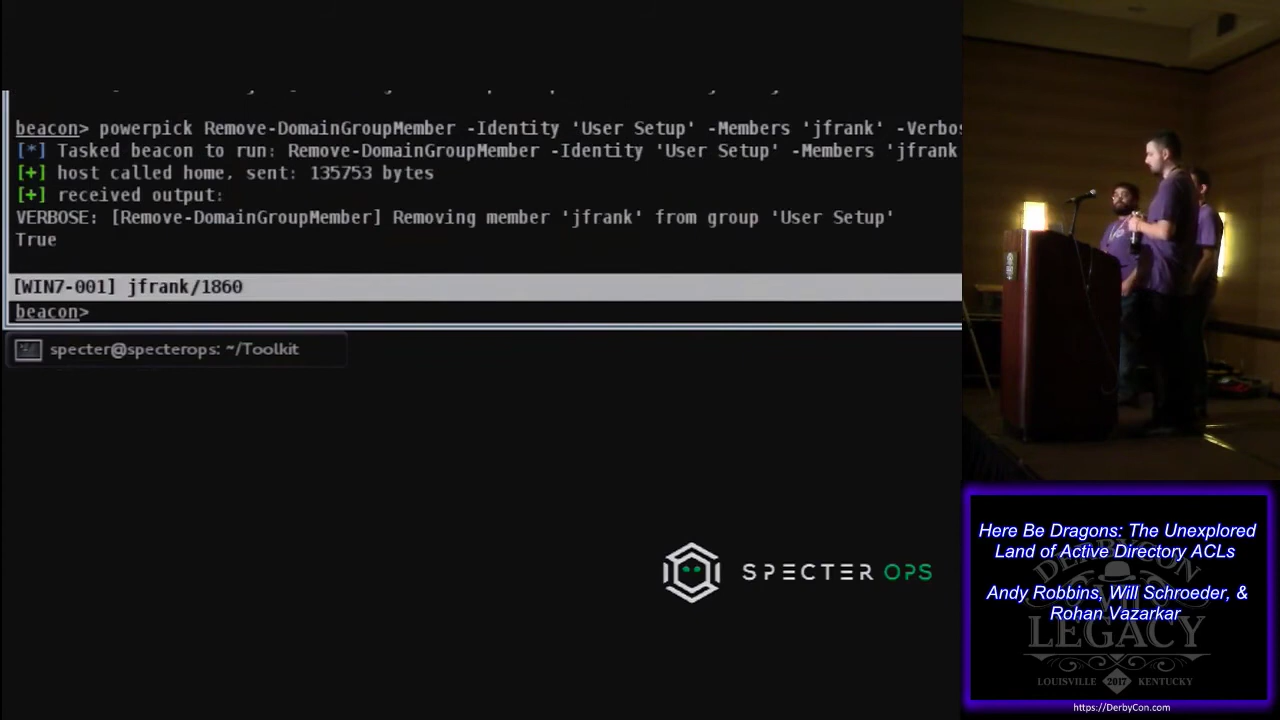 beacon> powerpick Remove-DomainGroupMember -Identity 'User Setup' -Members 'jfrank' -Verbos
[*] Tasked beacon to run: Remove-DomainGroupMember -Identity 'User Setup' -Members 'jfrank
[+] host called home, sent: 135753 bytes
[+] received output:
VERBOSE: [Remove-DomainGroupMember] Removing member 'jfrank' from group 'User Setup'
True
[WIN7-001] jfrank/1860
beacon>
specter@specterops: ~/Toolkit
SPECTER OPS
Here Be Dragons: The Unexplored
Land of Active Directory ACLs
Andy Robbins, Will Schroeder, &
Rohan Vazarkar
DERBYCON
VII
LEGACY
LOUISVILLE 2017 KENTUCKY
https://DerbyCon.com